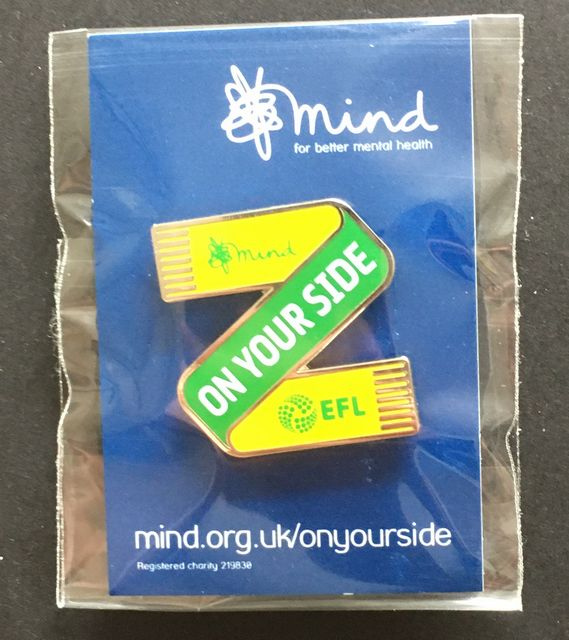 mind
for better mental health
mind
ON YOUR SIDE
EFL
mind.org.uk/onyourside
Registered charity 219830